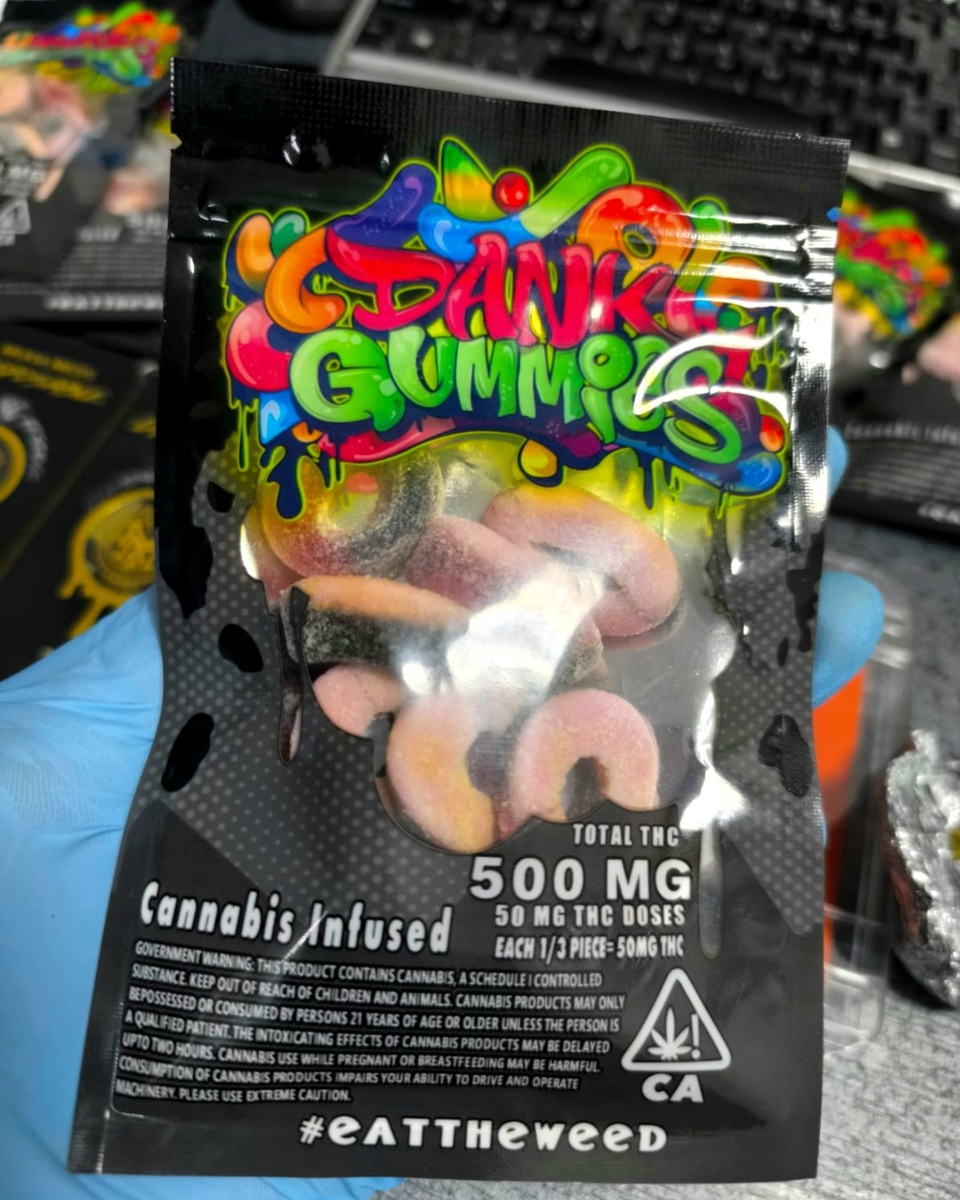 DANK
GUMMIES
TOTAL THC
500 MG
50 MG THC DOSES
EACH 1/3 PIECE=50MG THC
Cannabis Infused
GOVERNMENT WARNING: THIS PRODUCT CONTAINS CANNABIS, A SCHEDULE I CONTROLLED
SUBSTANCE. KEEP OUT OF REACH OF CHILDREN AND ANIMALS. CANNABIS PRODUCTS MAY ONLY
BEPOSSESSED OR CONSUMED BY PERSONS 21 YEARS OF AGE OR OLDER UNLESS THE PERSON IS
A QUALIFIED PATIENT. THE INTOXICATING EFFECTS OF CANNABIS PRODUCTS MAY BE DELAYED
UPTO TWO HOURS. CANNABIS USE WHILE PREGNANT OR BREASTFEEDING MAY BE HARMFUL.
CONSUMPTION OF CANNABIS PRODUCTS IMPAIRS YOUR ABILITY TO DRIVE AND OPERATE
MACHINERY. PLEASE USE EXTREME CAUTION.
!
CA
#EATTHEWEED